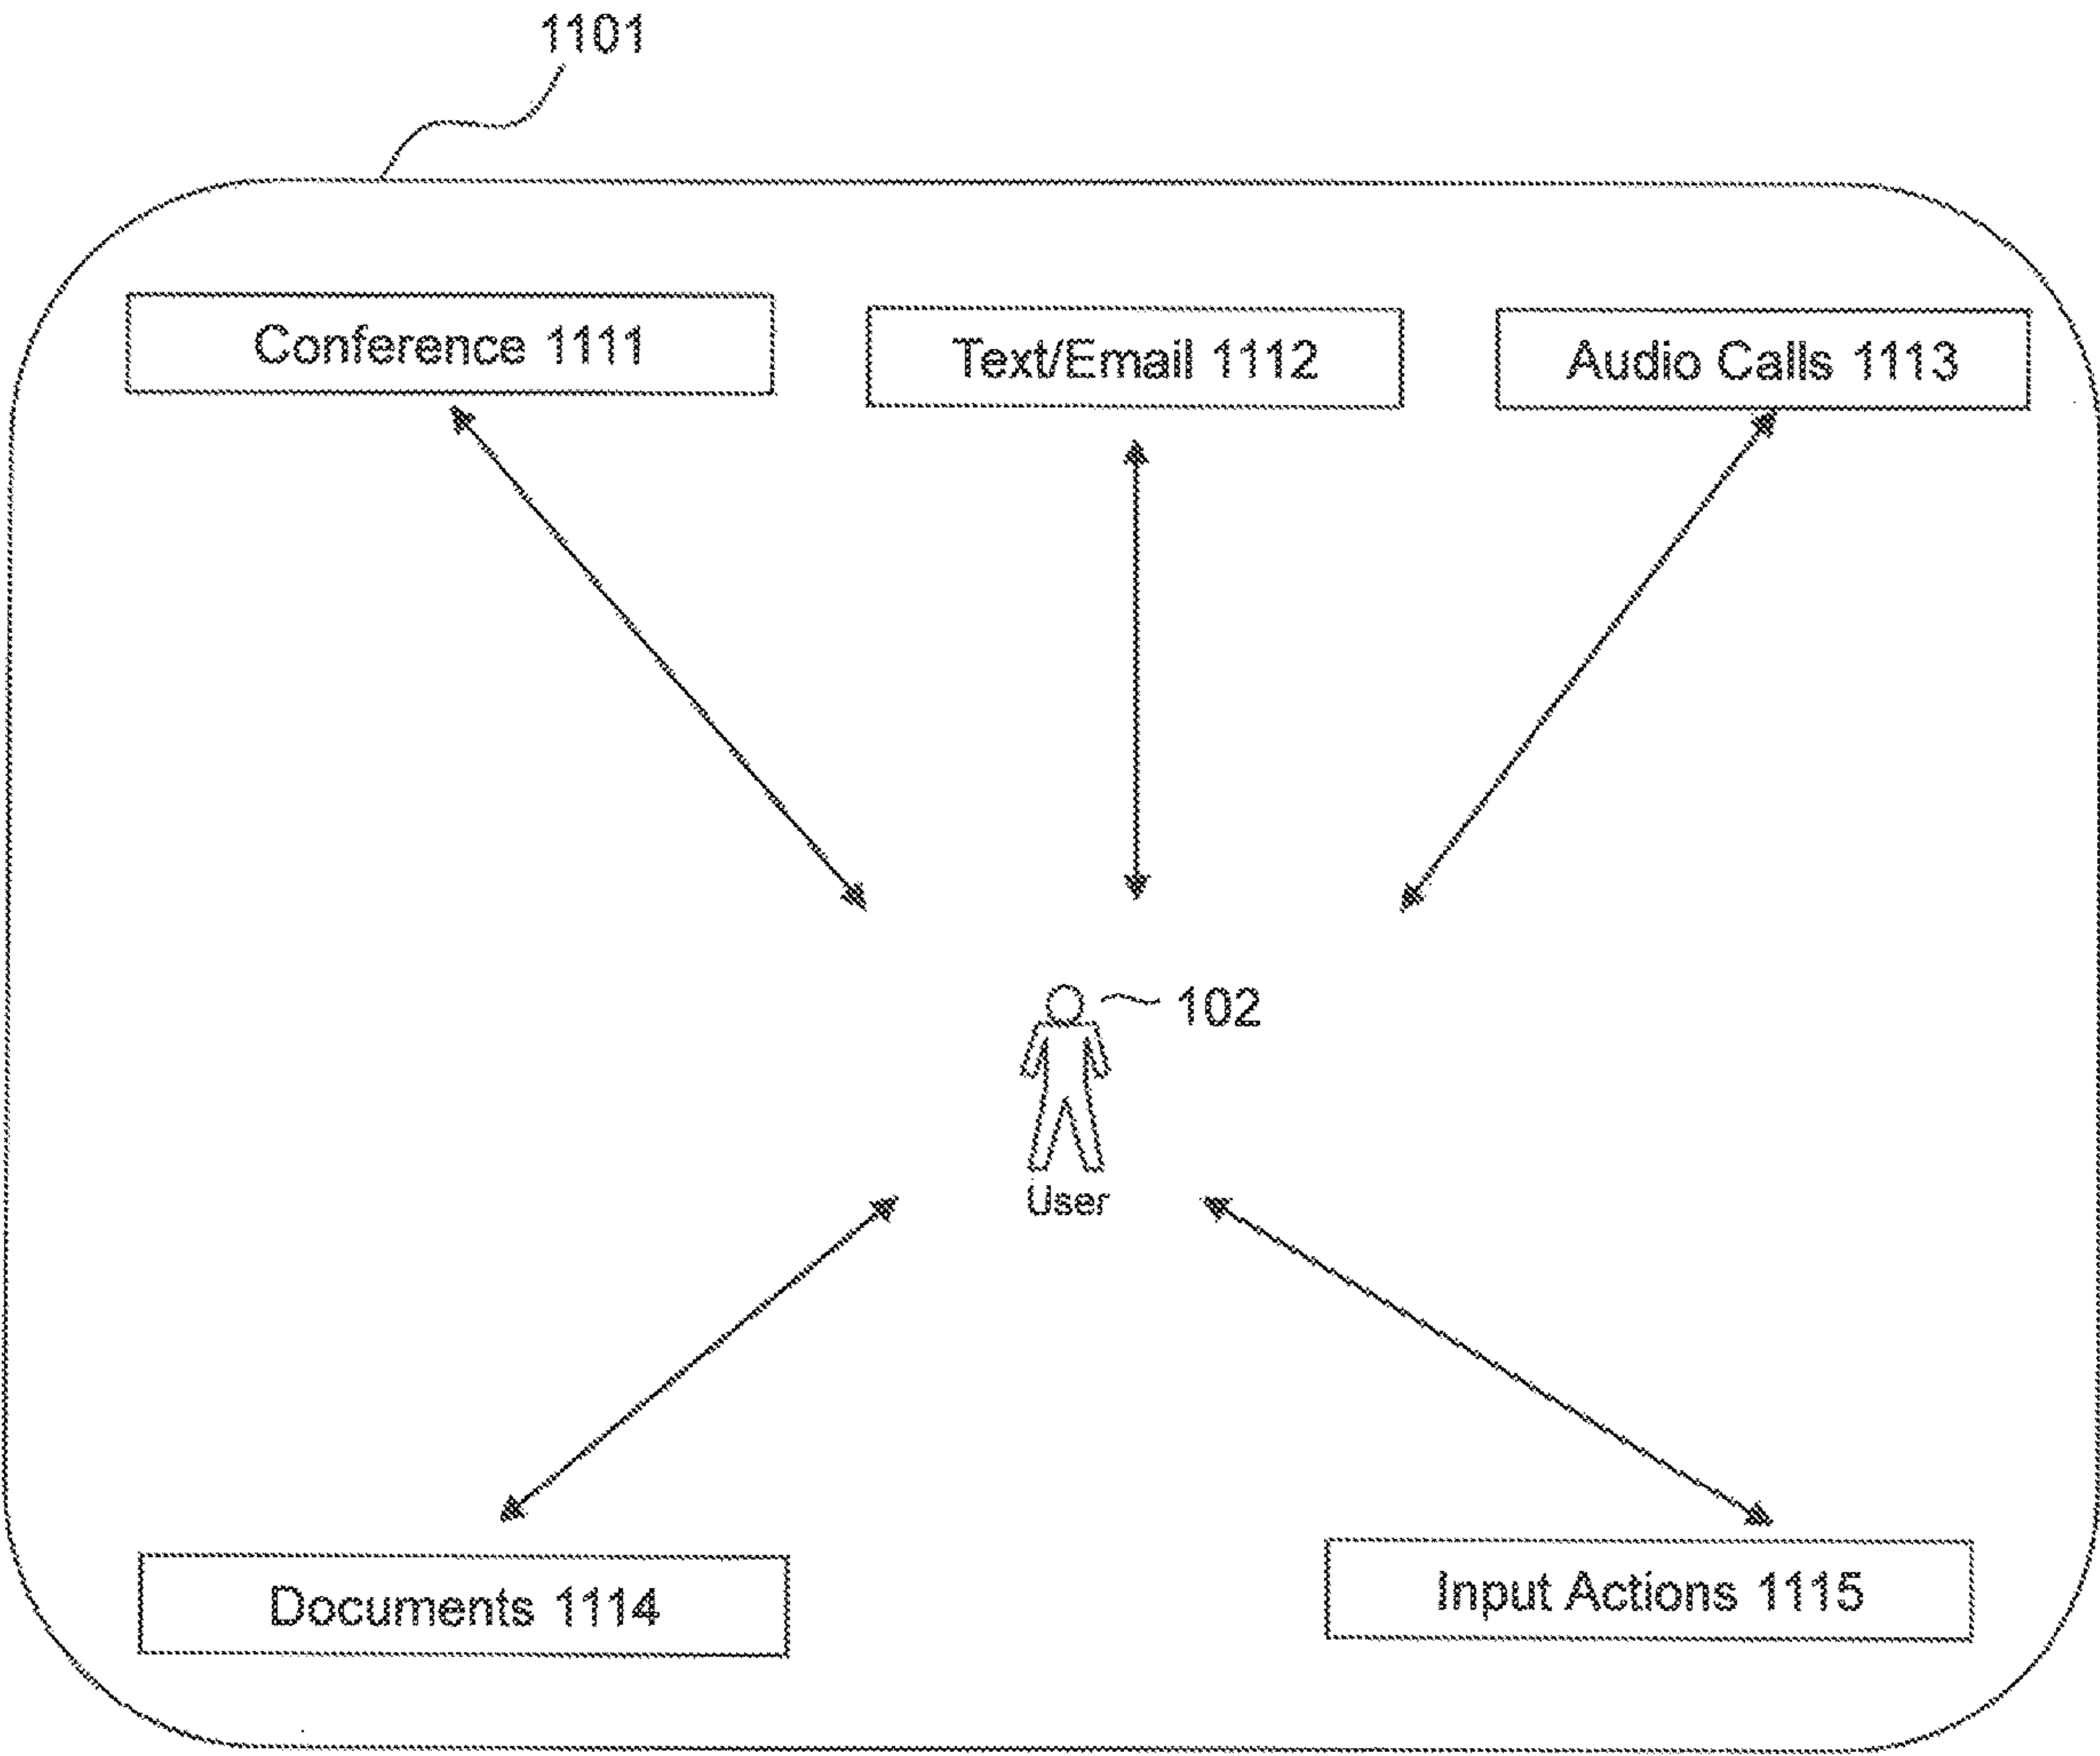 1101
Conference 1111
Text/Email 1112
Audio Calls 1113
102
User
Documents 1114
Input Actions 1115